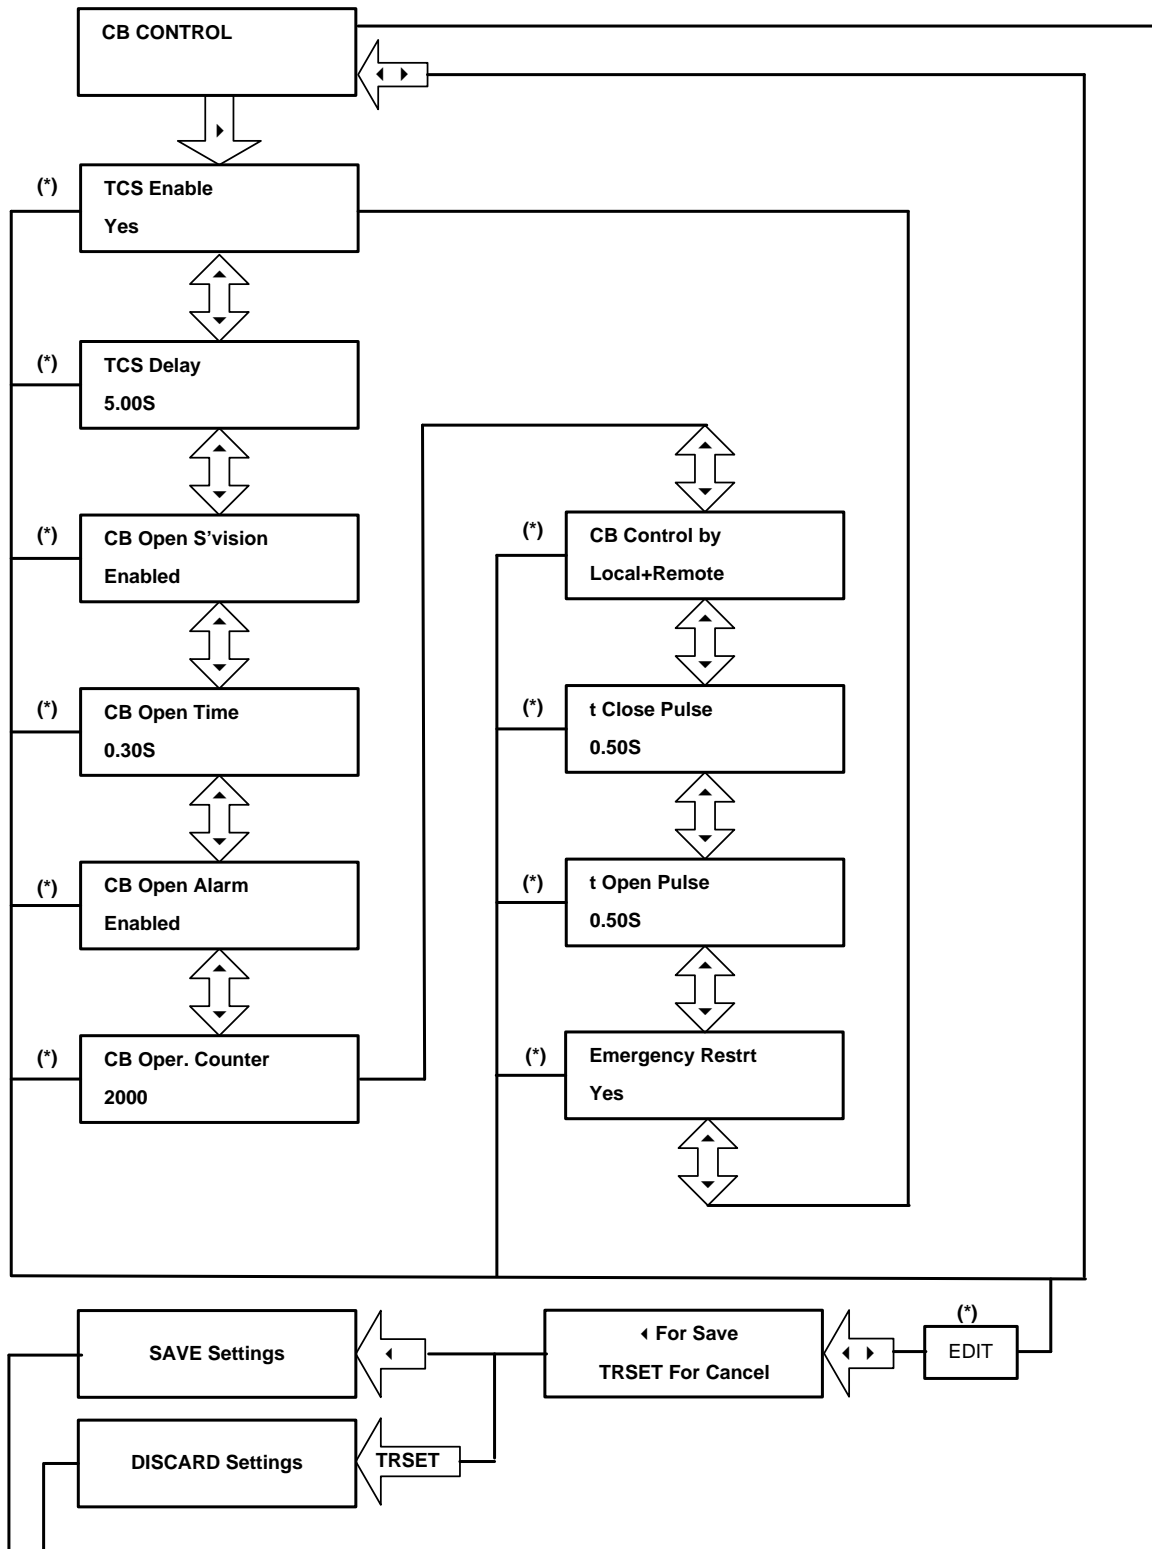 CB CONTROL
(*)
TCS Enable
Yes
(*)
TCS Delay
5.00S
(*)
CB Open S’vision
Enabled
(*)
CB Open Time
0.30S
(*)
CB Open Alarm
Enabled
(*)
CB Oper. Counter
2000
(*)
CB Control by
Local+Remote
(*)
t Close Pulse
0.50S
(*)
t Open Pulse
0.50S
(*)
Emergency Restrt
Yes
(*)
EDIT
For Save
TRSET For Cancel
SAVE Settings
TRSET
DISCARD Settings